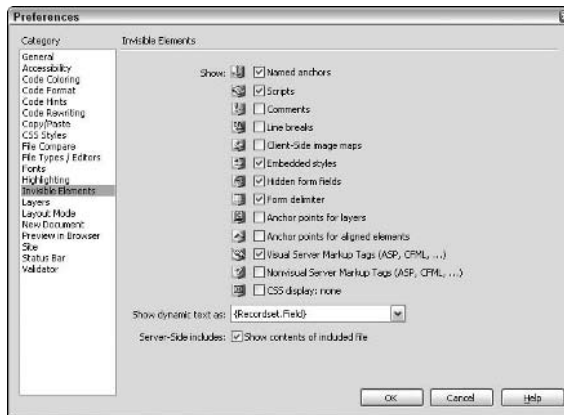 Preferences
Category
Invisible Elements
General
Accessibility
Code Coloring
Code Format
Code Hints
Code Rewriting
Copy/Paste
CSS Styles
File Compare
File Types / Editors
Fonts
Highlighting
Invisible Elements
Layers
Layout Mode
New Document
Preview in Browser
Site
Status Bar
Validator
Show: Named anchors
Scripts
Comments
Line breaks
Client-Side image maps
Embedded styles
Hidden form fields
Form delimiter
Anchor points for layers
Anchor points for aligned elements
Visual Server Markup Tags (ASP, CFML, ...)
Nonvisual Server Markup Tags (ASP, CFML, ...)
CSS display: none
Show dynamic text as: {Recordset.Field}
Server-Side includes: Show contents of included file
OK Cancel Help